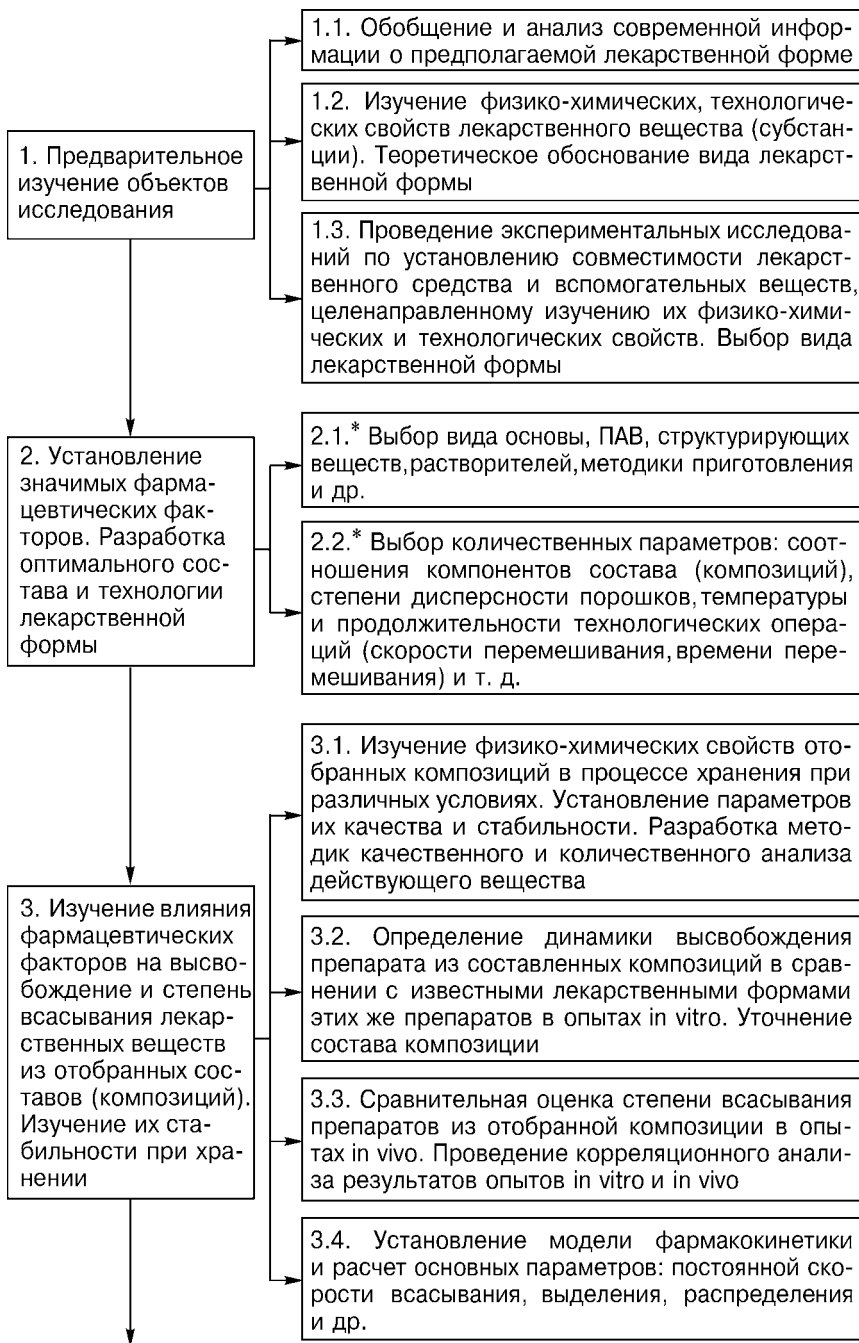 1.1. Обобщение и анализ современной инфор-
мации о предполагаемой лекарственной форме
1.2. Изучение физико-химических, технологиче-
ских свойств лекарственного вещества (субстан-
ции). Теоретическое обоснование вида лекарст-
венной формы
1. Предварительное
изучение объектов
исследования
1.3. Проведение экспериментальных исследова-
ний по установлению совместимости лекарст-
венного средства и вспомогательных веществ,
целенаправленному изучению их физико-хими-
ческих и технологических свойств. Выбор вида
лекарственной формы
2. Установление
значимых фарма-
цевтических фак-
торов. Разработка
оптимального сос-
тава и технологии
лекарственной
формы
2.1.* Выбор вида основы, ПАВ, структурирующих
веществ, растворителей, методики приготовления
и др.
2.2.* Выбор количественных параметров: соот-
ношения компонентов состава (композиций),
степени дисперсности порошков, температуры
и продолжительности технологических опера-
ций (скорости перемешивания, времени пере-
мешивания) и т. д.
3.1. Изучение физико-химических свойств ото-
бранных композиций в процессе хранения при
различных условиях. Установление параметров
их качества и стабильности. Разработка мето-
дик качественного и количественного анализа
действующего вещества
3. Изучение влияния
фармацевтических
факторов на высво-
бождение и степень
всасывания лекар-
ственных веществ
из отобранных сос-
тавов (композиций).
Изучение их ста-
бильности при хра-
нении
3.2. Определение динамики высвобождения
препарата из составленных композиций в срав-
нении с известными лекарственными формами
этих же препаратов в опытах in vitro. Уточнение
состава композиции
3.3. Сравнительная оценка степени всасывания
препаратов из отобранной композиции в опы-
тах in vivo. Проведение корреляционного анали-
за результатов опытов in vitro и in vivo
3.4. Установление модели фармакокинетики
и расчет основных параметров: постоянной ско-
рости всасывания, выделения, распределения
и др.